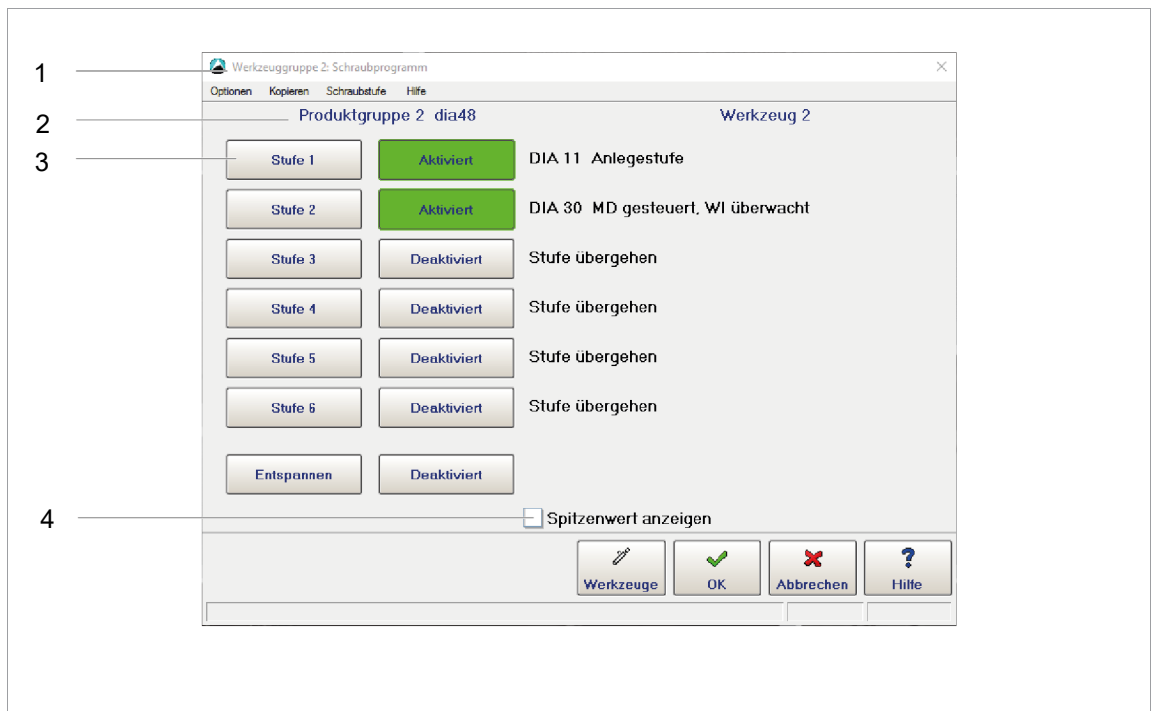 1
Werkzeuggruppe 2: Schraubprogramm
Optionen Kopieren Schraubstufe Hilfe
2
Produktgruppe 2 dia48 Werkzeug 2
3
Stufe 1 Aktiviert DIA 11 Anlegestufe
Stufe 2 Aktiviert DIA 30 MD gesteuert, WI überwacht
Stufe 3 Deaktiviert Stufe übergehen
Stufe 4 Deaktiviert Stufe übergehen
Stufe 5 Deaktiviert Stufe übergehen
Stufe 6 Deaktiviert Stufe übergehen
Entspannen Deaktiviert
4
Spitzenwert anzeigen
Werkzeuge OK Abbrechen Hilfe